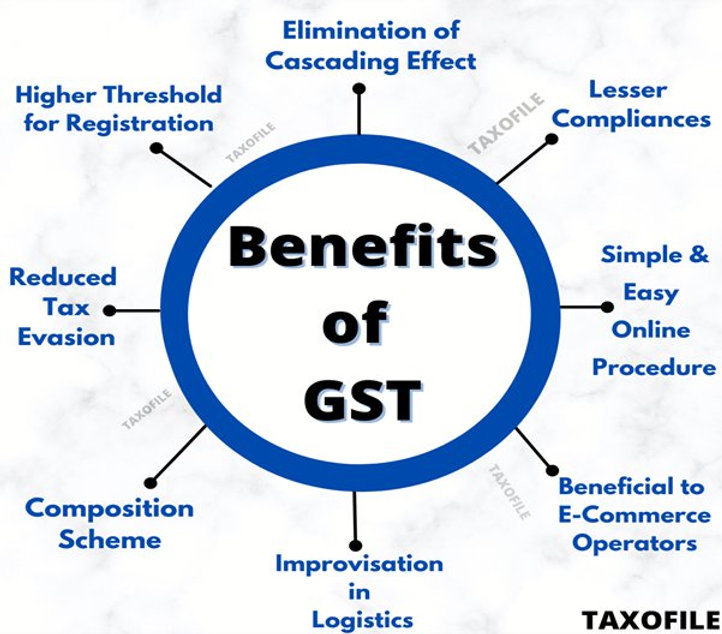 Elimination of
Cascading Effect
Lesser
Compliances
Simple &
Easy
Online
Procedure
Beneficial to
E-Commerce
Operators
Improvisation
in
Logistics
Composition
Scheme
Reduced
Tax
Evasion
Higher Threshold
for Registration
Benefits
of
GST
TAXOFILE
TAXOFILE
TAXOFILE
TAXOFILE
TAXOFILE